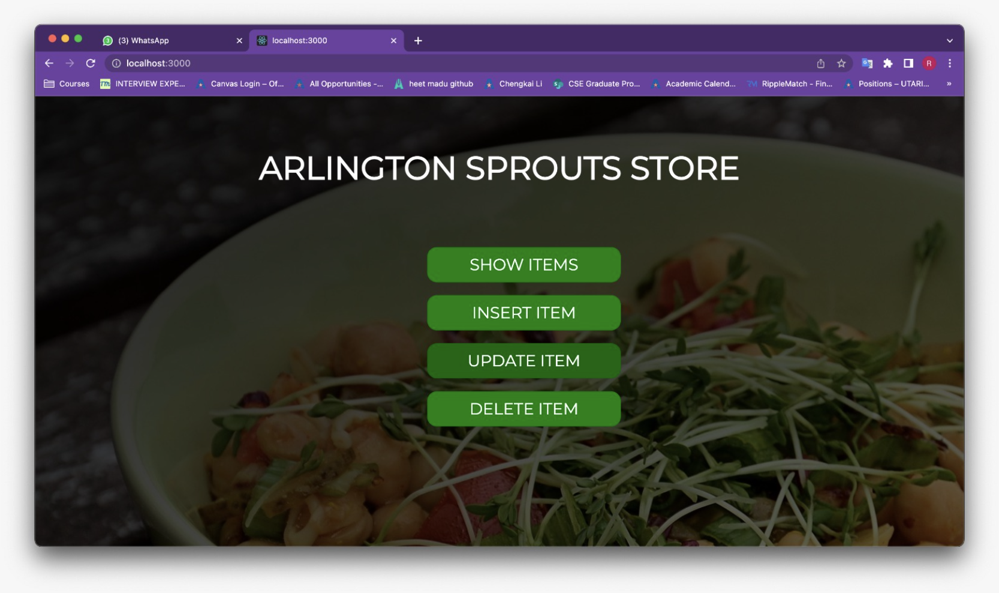 (3) WhatsApp
localhost:3000
localhost:3000
R
Courses
INTERVIEW EXPE...
Canvas Login – Of...
All Opportunities -...
heet madu github
Chengkai Li
CSE Graduate Pro...
Academic Calend...
RippleMatch - Fin...
Positions – UTARI...
»
ARLINGTON SPROUTS STORE
SHOW ITEMS
INSERT ITEM
UPDATE ITEM
DELETE ITEM